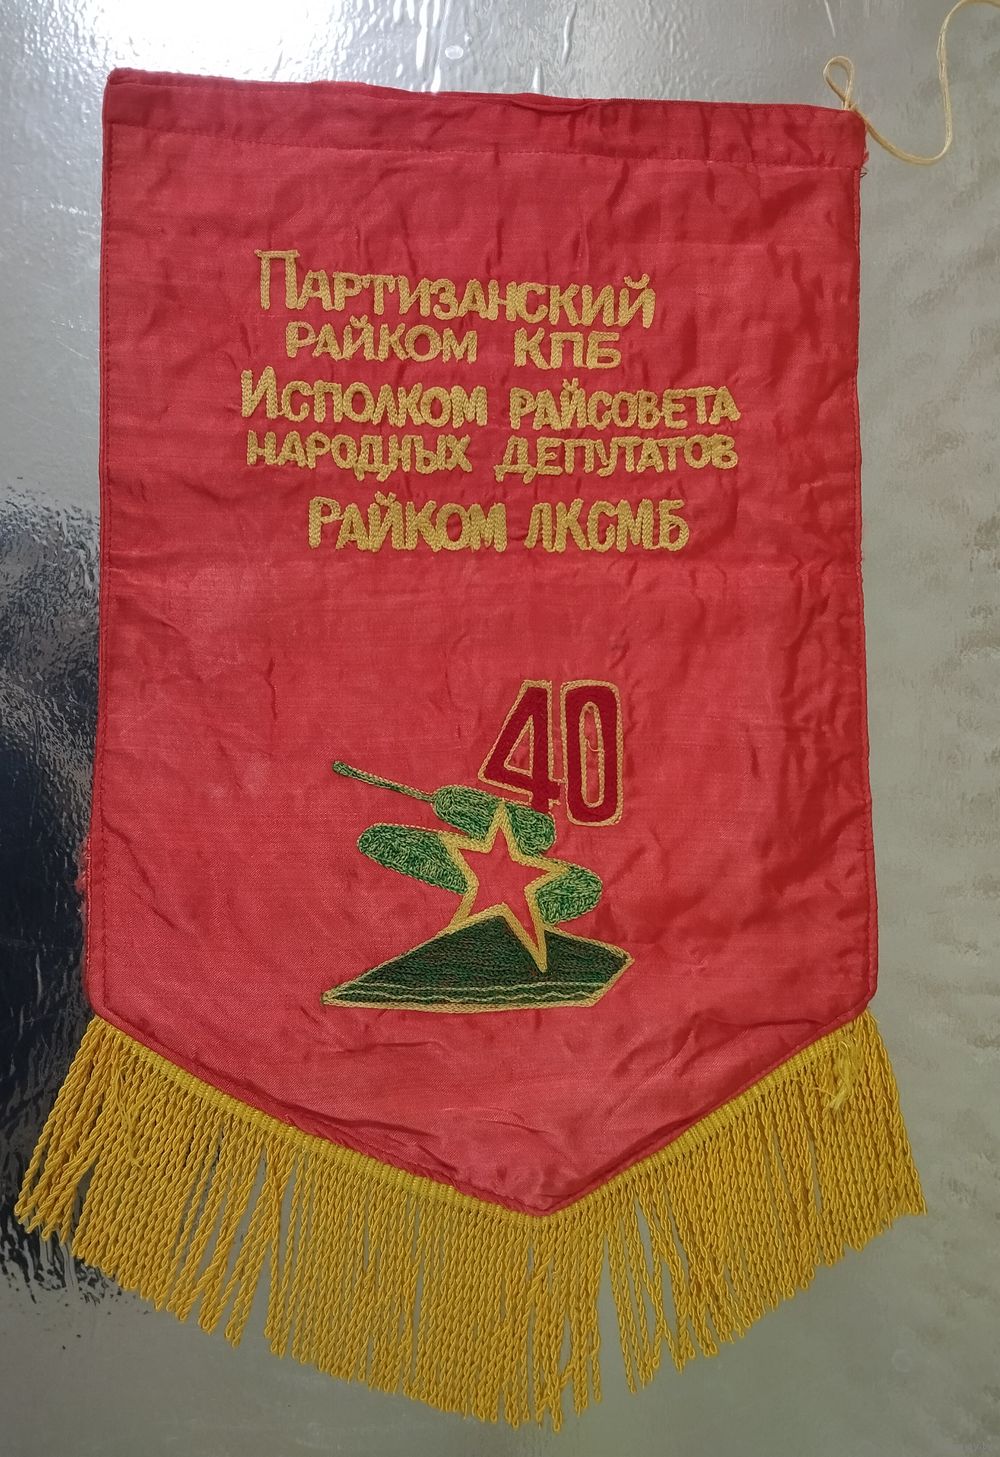 Партизанский
райком КПБ
Исполком райсовета
народных депутатов
Райком ЛКСМБ
40